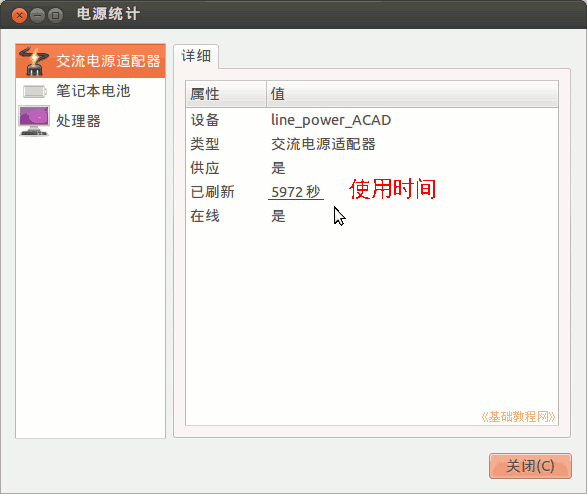 电源统计
交流电源适配器
笔记本电池
处理器
详细
属性 值
设备 line_power_ACAD
类型 交流电源适配器
供应 是
已刷新 5972 秒 使用时间
在线 是
《基础教程网》
关闭(C)